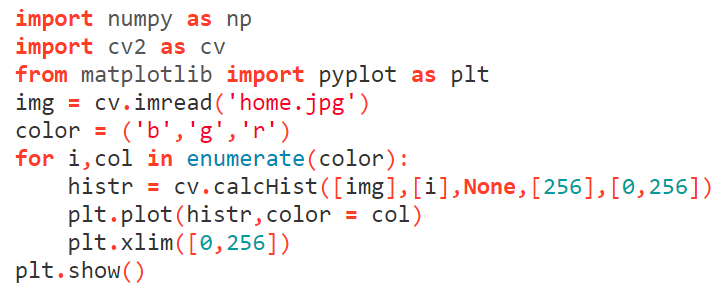 import numpy as np
import cv2 as cv
from matplotlib import pyplot as plt
img = cv.imread('home.jpg')
color = ('b','g','r')
for i,col in enumerate(color):
    histr = cv.calcHist([img],[i],None,[256],[0,256])
    plt.plot(histr,color = col)
    plt.xlim([0,256])
plt.show()